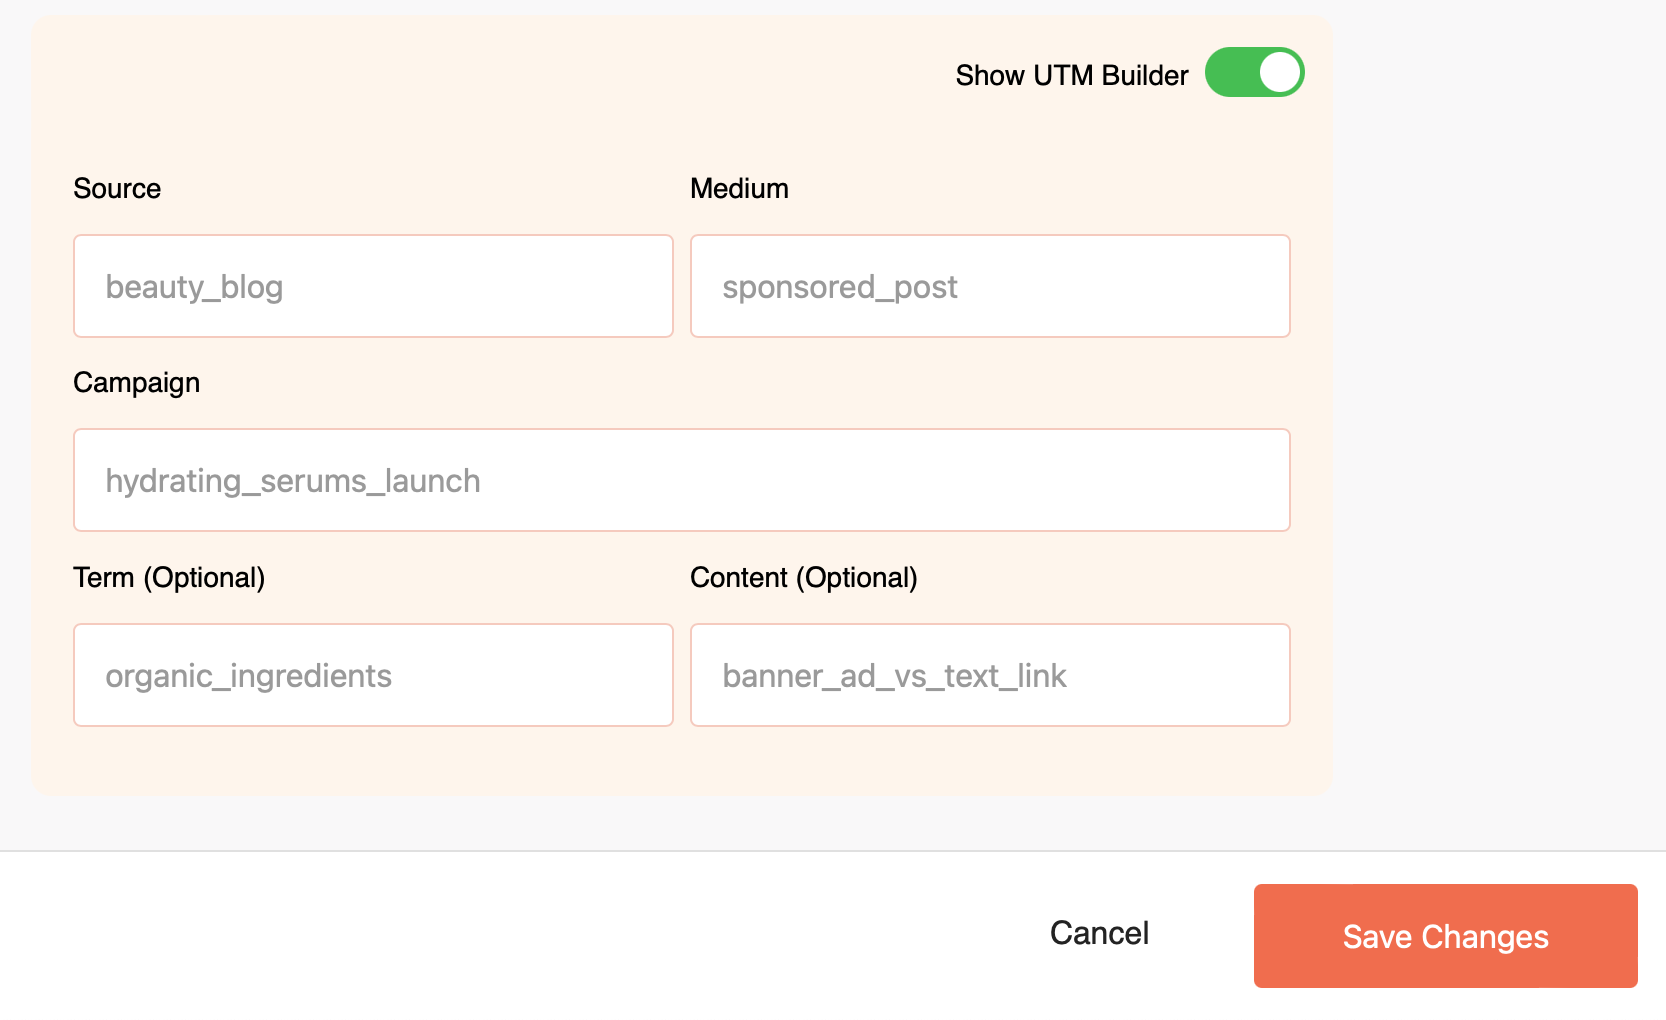 Show UTM Builder
Source
Medium
beauty_blog
sponsored_post
Campaign
hydrating_serums_launch
Term (Optional)
Content (Optional)
organic_ingredients
banner_ad_vs_text_link
Cancel
Save Changes